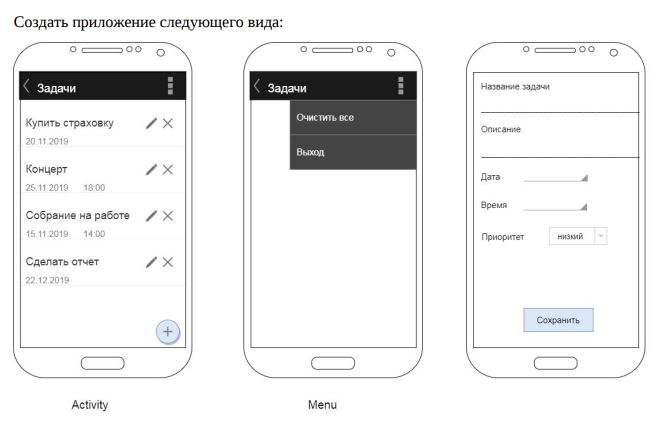 Создать приложение следующего вида:
Задачи
Купить страховку
20.11.2019
Концерт
25.11.2019 18:00
Собрание на работе
15.11.2019 14:00
Сделать отчет
22.12.2019
Activity
Задачи
Очистить все
Выход
Menu
Название задачи
Описание
Дата
Время
Приоритет низкий
Сохранить